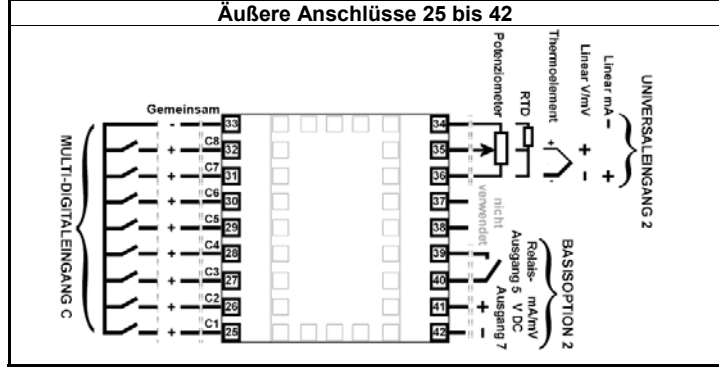 Äußere Anschlüsse 25 bis 42
Gemeinsam
MULTI-DIGITALEINGANG C
- 33
+ C8 32
+ C7 31
+ C6 30
+ C5 29
+ C4 28
+ C3 27
+ C2 26
+ C1 25
34
35
36
37
38
39
40
41
42
Potenziometer
RTD
Thermoelement
+
-
Linear V/mV
+
−
Linear mA
−
+
UNIVERSALEINGANG 2
nicht
verwendet
Relais-
Ausgang 5
mA/mV
V DC
Ausgang 7
+
−
BASISOPTION 2